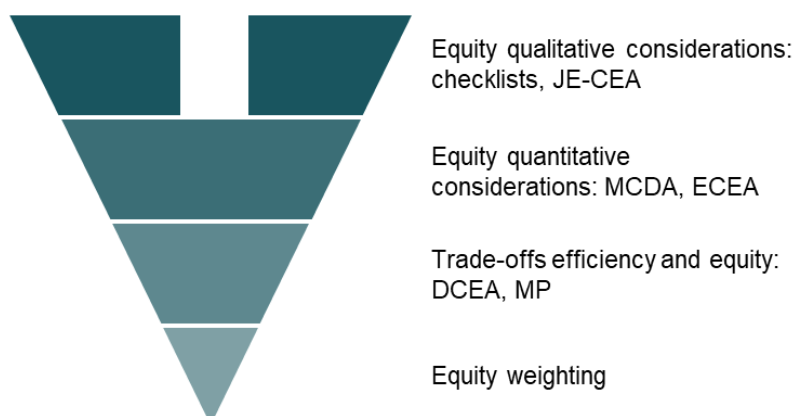 Equity qualitative considerations:
checklists, JE-CEA
Equity quantitative
considerations: MCDA, ECEA
Trade-offs efficiency and equity:
DCEA, MP
Equity weighting